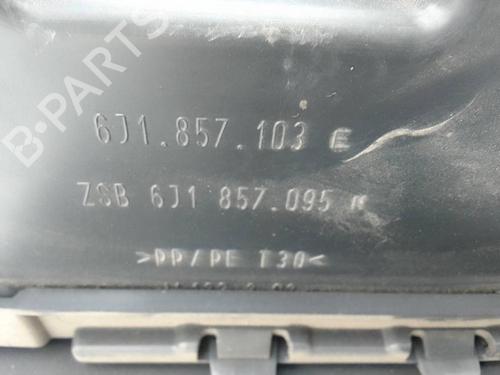 B-PARTS
6J1.857.103 E
ZSB 6J1 857.095
>PP/PE T30<